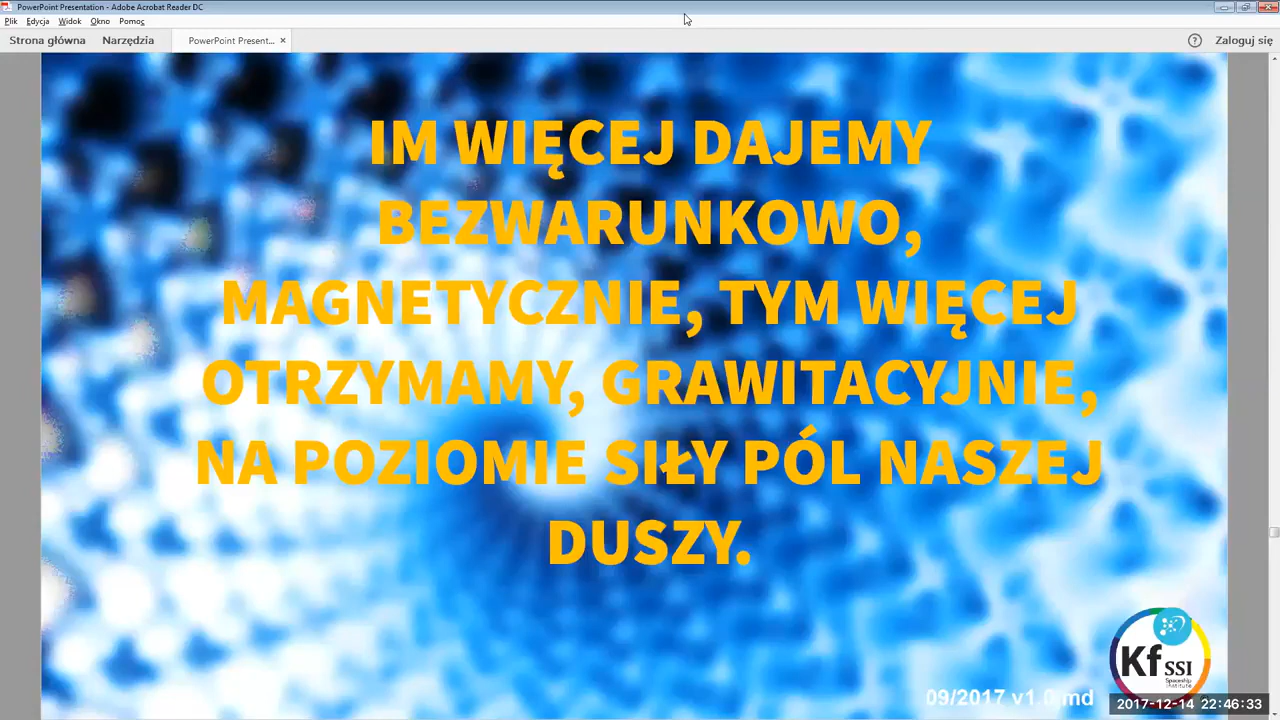 PowerPoint Presentation - Adobe Acrobat Reader DC
Plik Edycja Widok Okno Pomoc
Strona główna Narzędzia PowerPoint Present... × ? Zaloguj się
IM WIĘCEJ DAJEMY
BEZWARUNKOWO,
MAGNETYCZNIE, TYM WIĘCEJ
OTRZYMAMY, GRAWITACYJNIE,
NA POZIOMIE SIŁY PÓL NASZEJ
DUSZY.
Kf SSI
Spaceship
Institute
09/2017 v1.0 md
2017-12-14 22:46:33